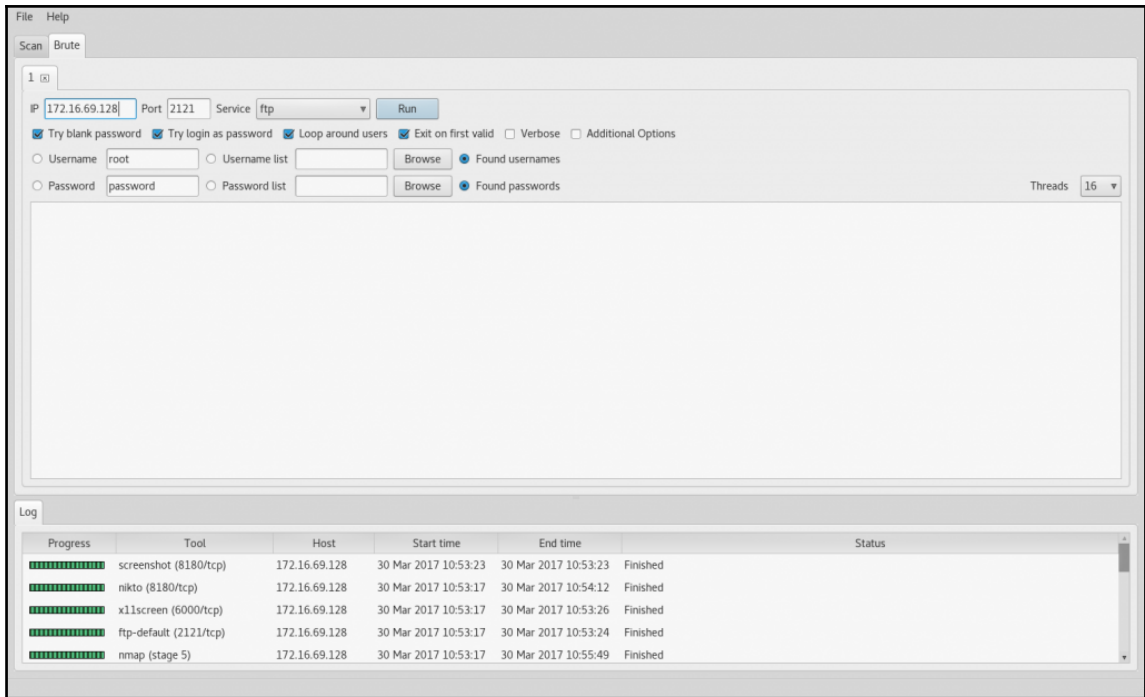 File Help
Scan Brute
1
IP 172.16.69.128 Port 2121 Service ftp Run
Try blank password Try login as password Loop around users Exit on first valid Verbose Additional Options
Username root Username list Browse Found usernames
Password password Password list Browse Found passwords Threads 16
Log
Progress Tool Host Start time End time Status
screenshot (8180/tcp) 172.16.69.128 30 Mar 2017 10:53:23 30 Mar 2017 10:53:23 Finished
nikto (8180/tcp) 172.16.69.128 30 Mar 2017 10:53:17 30 Mar 2017 10:54:12 Finished
x11screen (6000/tcp) 172.16.69.128 30 Mar 2017 10:53:17 30 Mar 2017 10:53:26 Finished
ftp-default (2121/tcp) 172.16.69.128 30 Mar 2017 10:53:17 30 Mar 2017 10:53:24 Finished
nmap (stage 5) 172.16.69.128 30 Mar 2017 10:53:17 30 Mar 2017 10:55:49 Finished